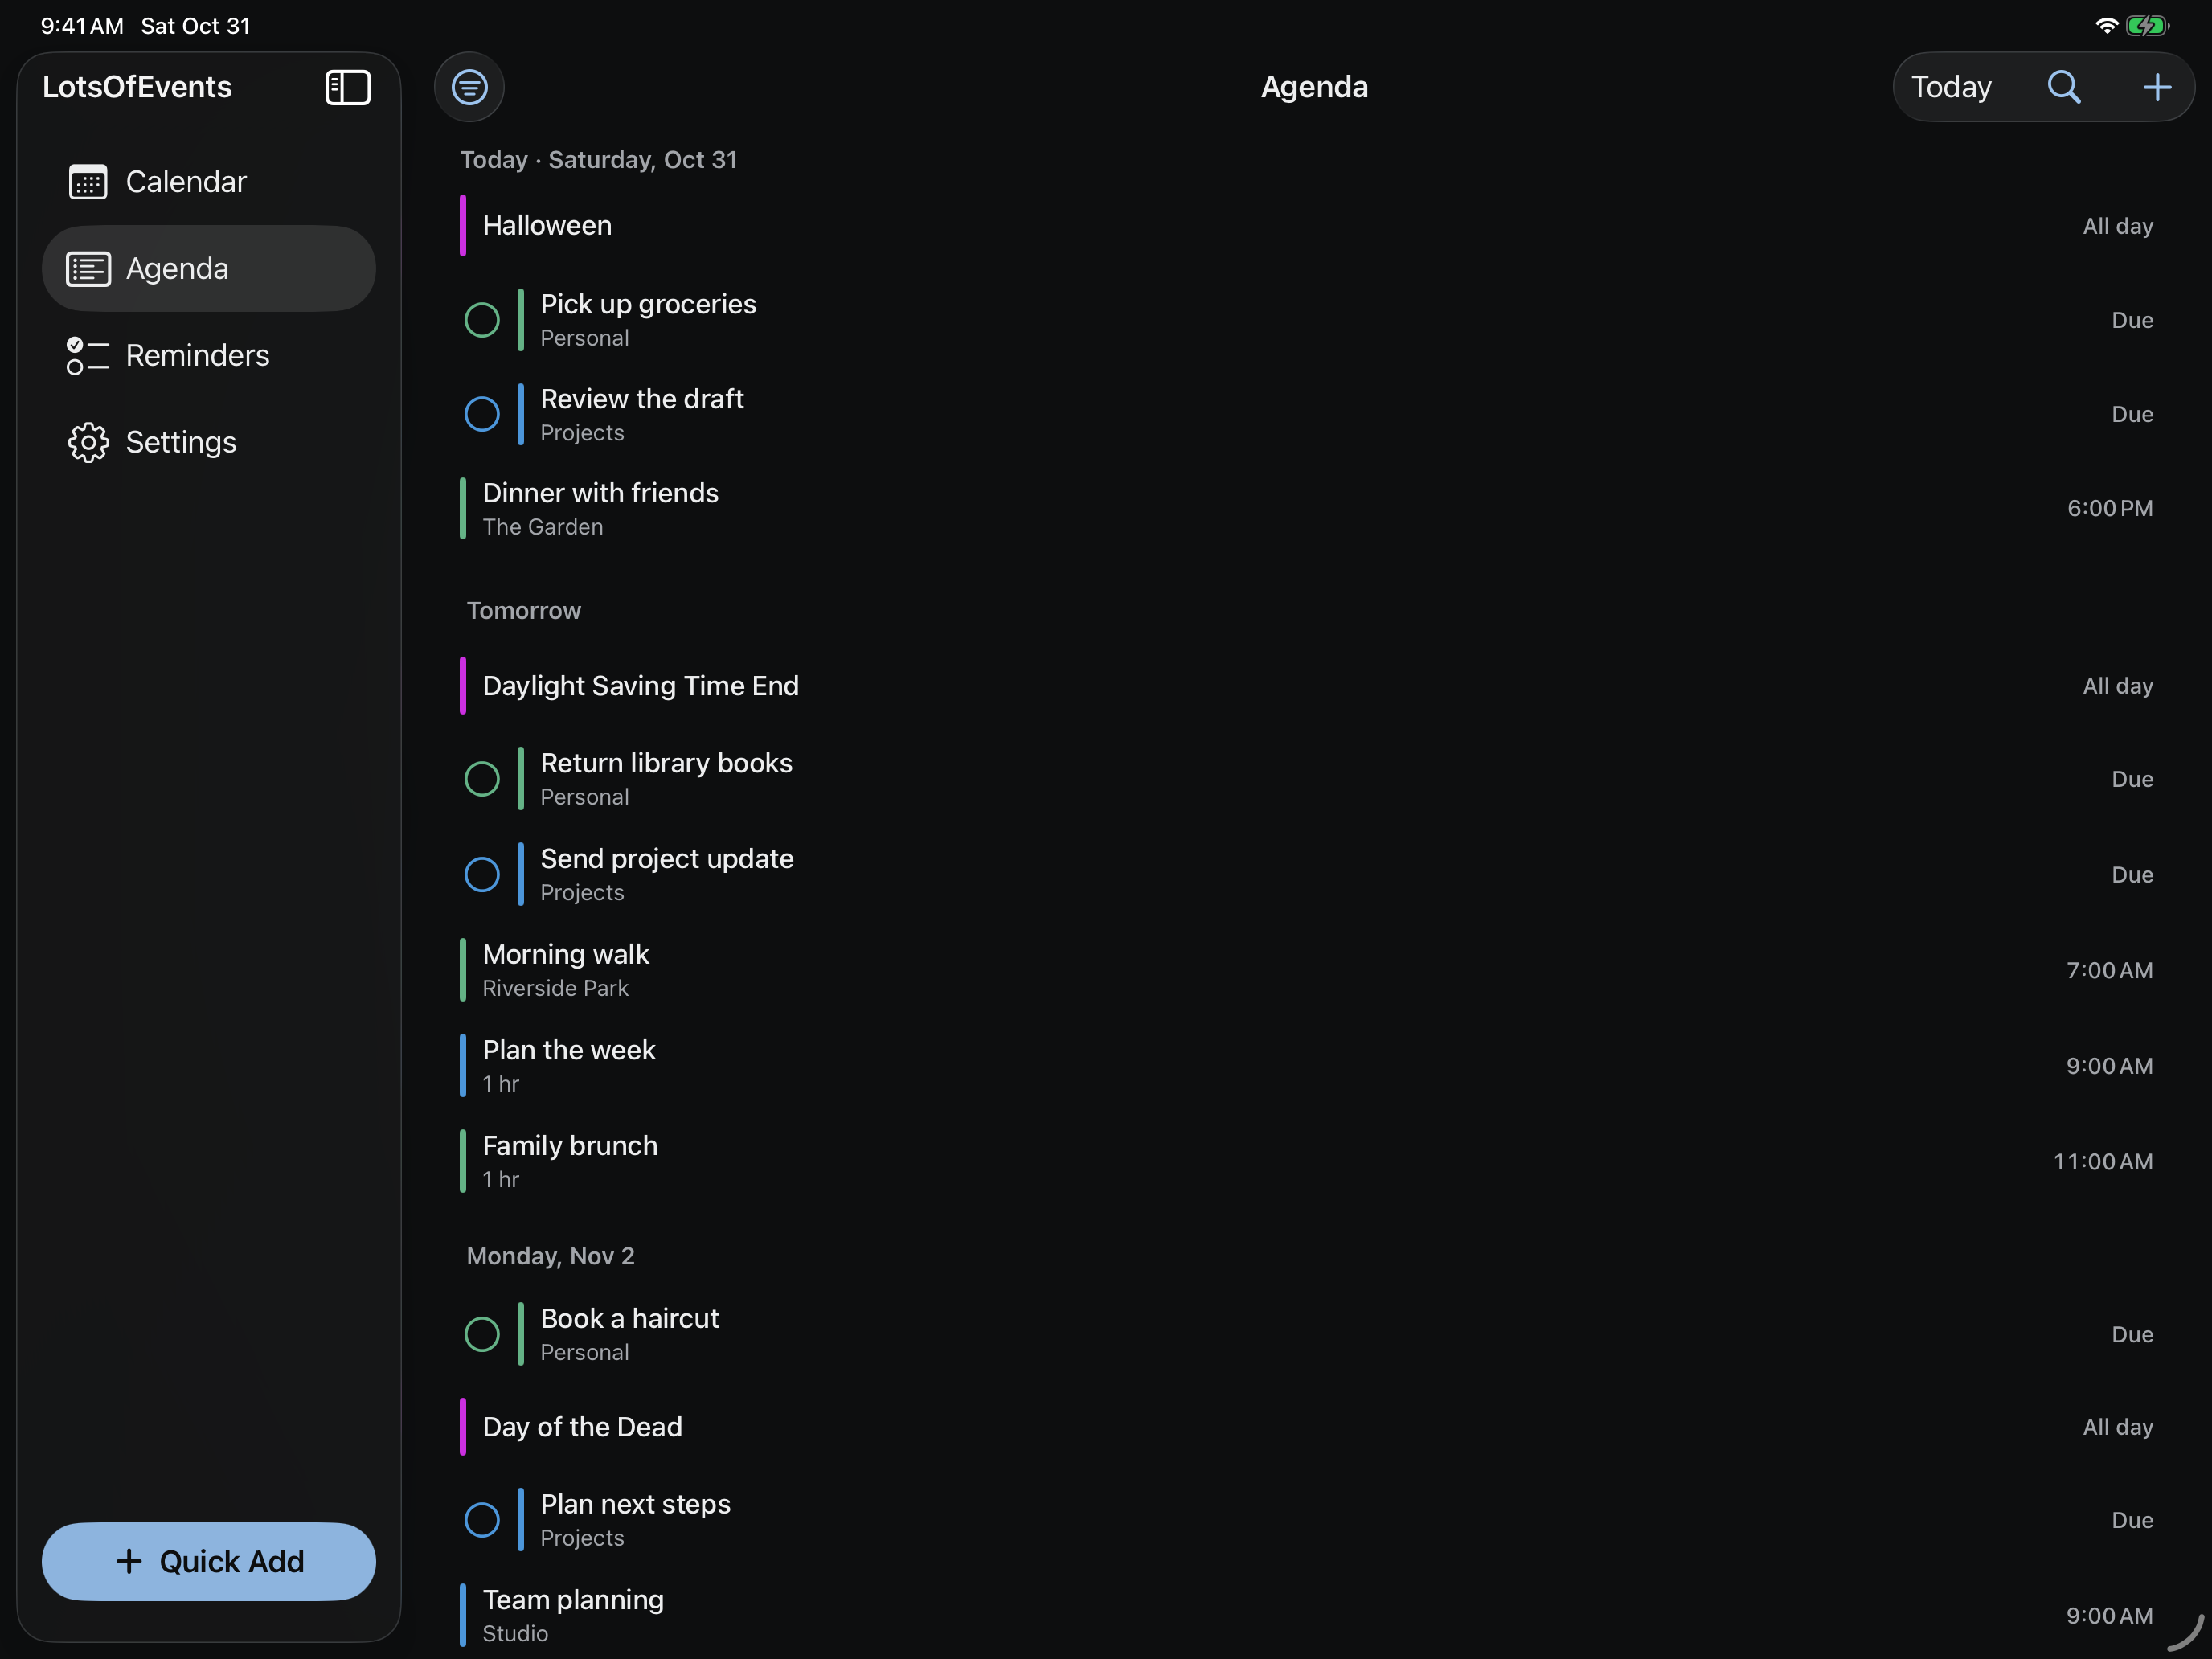 9:41 AM Sat Oct 31
LotsOfEvents
Calendar
Agenda
Reminders
Settings
Quick Add
Agenda
Today
Today · Saturday, Oct 31
Halloween
All day
Pick up groceries
Personal
Due
Review the draft
Projects
Due
Dinner with friends
The Garden
6:00 PM
Tomorrow
Daylight Saving Time End
All day
Return library books
Personal
Due
Send project update
Projects
Due
Morning walk
Riverside Park
7:00 AM
Plan the week
1 hr
9:00 AM
Family brunch
1 hr
11:00 AM
Monday, Nov 2
Book a haircut
Personal
Due
Day of the Dead
All day
Plan next steps
Projects
Due
Team planning
Studio
9:00 AM